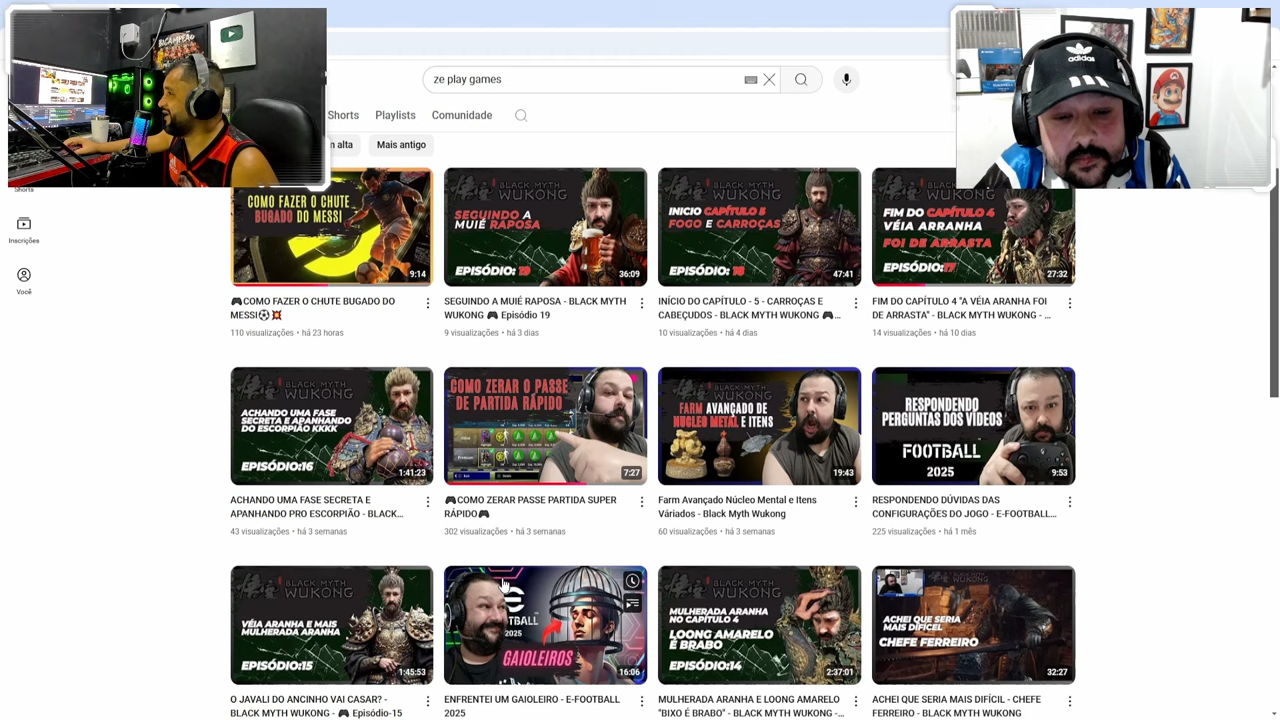 BICAMPEÃO
adidas
ze play games
Shorts
Playlists
Comunidade
m alta
Mais antigo
Shorts
Inscrições
Você
COMO FAZER O CHUTE
BUGADO DO MESSI
9:14
BLACK MYTH
WUKONG
SEGUINDO A
MUIÉ RAPOSA
EPISÓDIO: 19
36:09
BLACK MYTH
WUKONG
INICIO CAPÍTULO 5
FOGO E CARROÇAS
EPISÓDIO: 18
47:41
BLACK MYTH
WUKONG
FIM DO CAPÍTULO 4
VÉIA ARRANHA
FOI DE ARRASTA
EPISÓDIO:17
27:32
🎮COMO FAZER O CHUTE BUGADO DO
MESSI⚽💥
110 visualizações • há 23 horas
SEGUINDO A MUIÉ RAPOSA - BLACK MYTH
WUKONG 🎮 Episódio 19
9 visualizações • há 3 dias
INÍCIO DO CAPÍTULO - 5 - CARROÇAS E
CABEÇUDOS - BLACK MYTH WUKONG 🎮...
10 visualizações • há 4 dias
FIM DO CAPÍTULO 4 "A VÉIA ARANHA FOI
DE ARRASTA" - BLACK MYTH WUKONG - ...
14 visualizações • há 10 dias
BLACK MYTH
WUKONG
ACHANDO UMA FASE
SECRETA E APANHANDO
DO ESCORPIÃO KKKK
EPISÓDIO:16
1:41:23
COMO ZERAR O PASSE
DE PARTIDA RÁPIDO
7:27
BLACK MYTH
WUKONG
FARM AVANÇADO DE
NUCLEO METAL E ITENS
19:43
RESPONDENDO
PERGUNTAS DOS VÍDEOS
FOOTBALL
2025
9:53
ACHANDO UMA FASE SECRETA E
APANHANDO PRO ESCORPIÃO - BLACK...
43 visualizações • há 3 semanas
🎮COMO ZERAR PASSE PARTIDA SUPER
RÁPIDO🎮
302 visualizações • há 3 semanas
Farm Avançado Núcleo Mental e Itens
Váriados - Black Myth Wukong
60 visualizações • há 3 semanas
RESPONDENDO DÚVIDAS DAS
CONFIGURAÇÕES DO JOGO - E-FOOTBALL...
225 visualizações • há 1 mês
BLACK MYTH
WUKONG
VÉIA ARANHA E MAIS
MULHERADA ARANHA
EPISÓDIO:15
1:45:53
TBALL
2025
GAIOLEIROS
16:06
BLACK MYTH
WUKONG
MULHERADA ARANHA
NO CAPÍTULO 4
LOONG AMARELO
É BRABO
EPISÓDIO:14
2:37:01
BLACK MYTH
WUKONG
ACHEI QUE SERIA
MAIS DIFÍCEL
CHEFE FERREIRO
32:27
O JAVALI DO ANCINHO VAI CASAR? -
BLACK MYTH WUKONG - 🎮 Episódio-15
ENFRENTEI UM GAIOLEIRO - E-FOOTBALL
2025
MULHERADA ARANHA E LOONG AMARELO
"BIXO É BRABO" - BLACK MYTH WUKONG -...
ACHEI QUE SERIA MAIS DIFÍCIL - CHEFE
FERREIRO - BLACK MYTH WUKONG